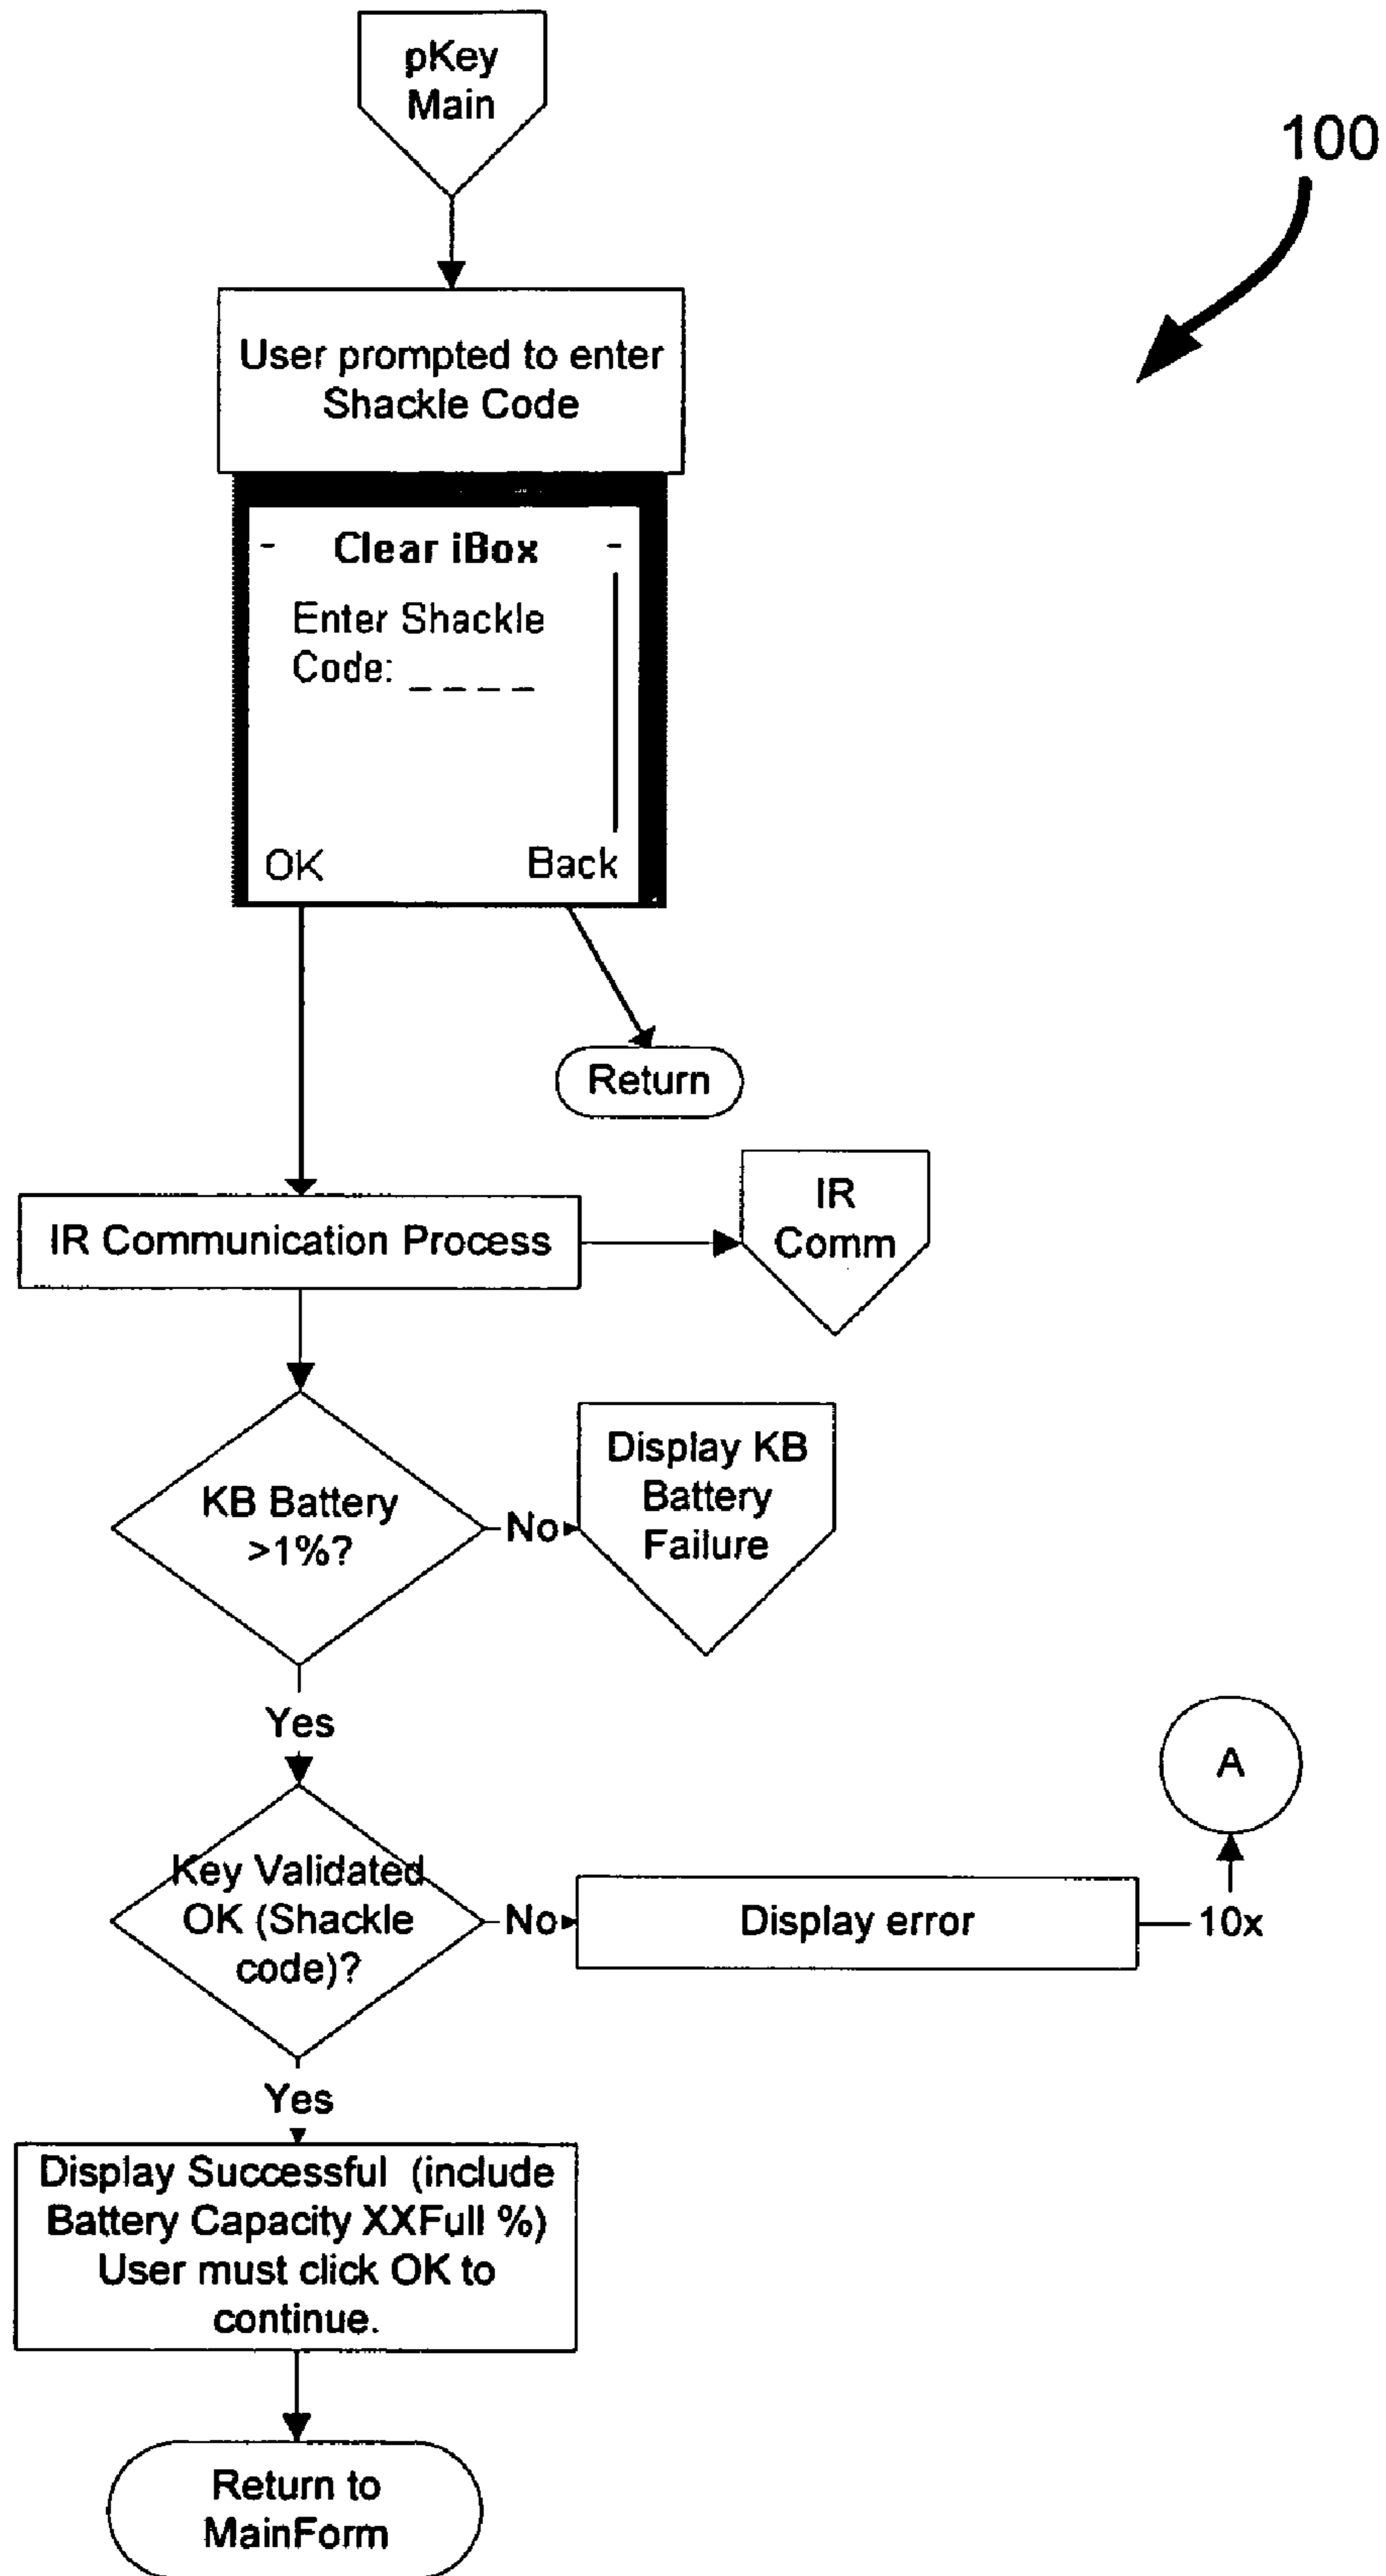 pKey
Main
100
User prompted to enter
Shackle Code
- Clear iBox -
Enter Shackle
Code: _ _ _ _
OK Back
Return
IR Communication Process
IR
Comm
KB Battery
>1%?
No
Display KB
Battery
Failure
Yes
A
Key Validated
OK (Shackle
code)?
No
Display error
10x
Yes
Display Successful (include
Battery Capacity XXFull %)
User must click OK to
continue.
Return to
MainForm